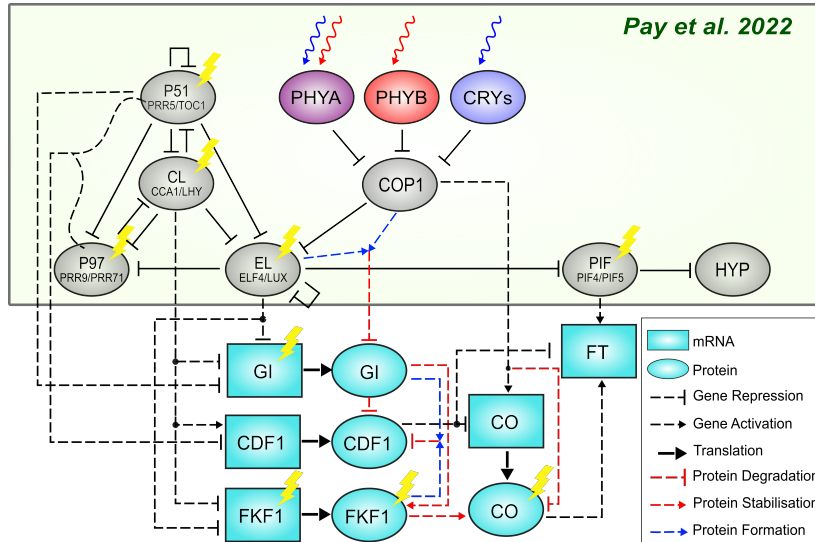 Pay et al. 2022
P51
PRR5/TOC1
PHYA
PHYB
CRYs
CL
CCA1/LHY
COP1
P97
PRR9/PRR71
EL
ELF4/LUX
PIF
PIF4/PIF5
HYP
mRNA
Protein
Gene Repression
Gene Activation
Translation
Protein Degradation
Protein Stabilisation
Protein Formation
FT
GI
GI
CDF1
CDF1
CO
FKF1
FKF1
CO